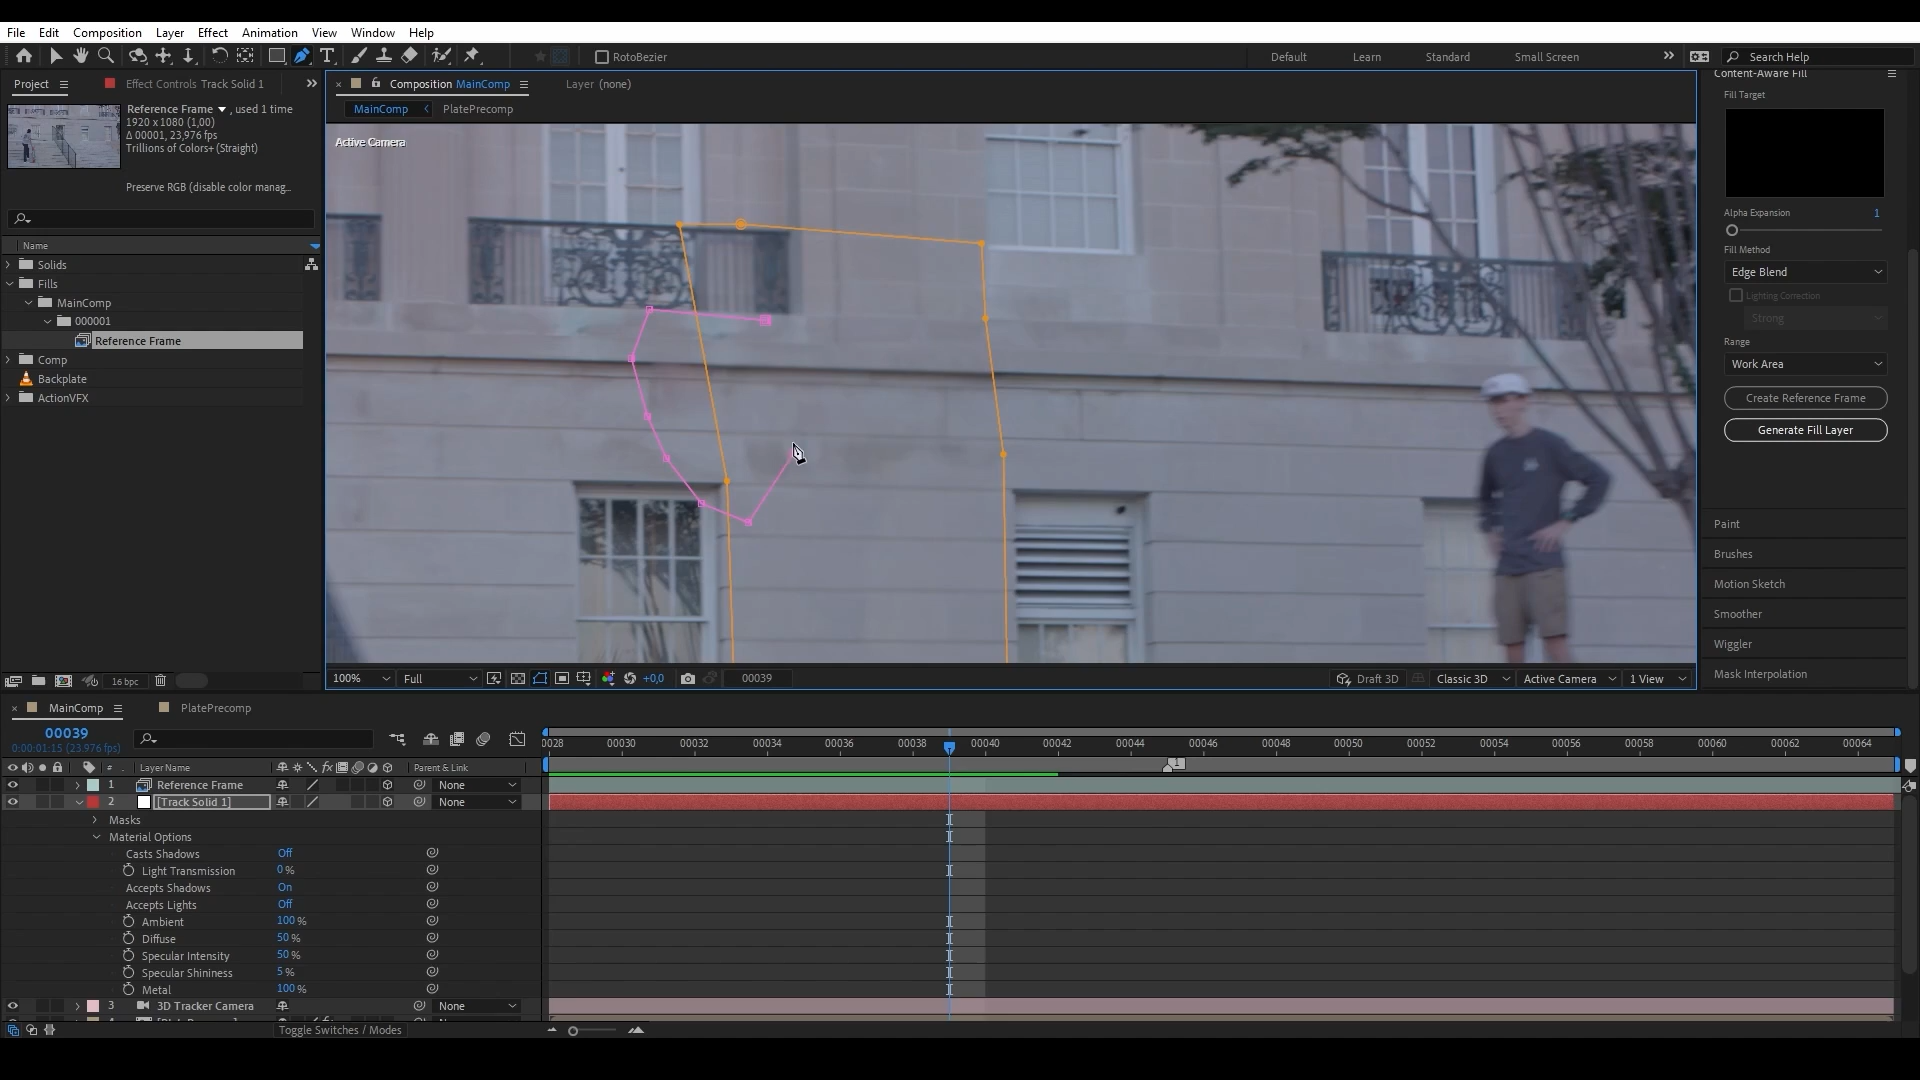 File Edit Composition Layer Effect Animation View Window Help
RotoBezier Default Learn Standard Small Screen Search Help
Project Effect Controls Track Solid 1
Reference Frame , used 1 time
1920 x 1080 (1,00)
Δ 00001, 23,976 fps
Trillions of Colors+ (Straight)
Preserve RGB (disable color manag...
Name
Solids
Fills
MainComp
000001
Reference Frame
Comp
Backplate
ActionVFX
16 bpc
Composition MainComp Layer (none)
MainComp PlatePrecomp
Active Camera
100% Full +0,0 00039 Draft 3D Classic 3D Active Camera 1 View
Content-Aware Fill
Fill Target
Alpha Expansion 1
Fill Method
Edge Blend
Lighting Correction
Strong
Range
Work Area
Create Reference Frame
Generate Fill Layer
Paint
Brushes
Motion Sketch
Smoother
Wiggler
Mask Interpolation
MainComp PlatePrecomp
00039
0:00:01:15 (23.976 fps)
00028 00030 00032 00034 00036 00038 00040 00042 00044 00046 00048 00050 00052 00054 00056 00058 00060 00062 00064
# Layer Name fx Parent & Link 1
1 Reference Frame None
2 [Track Solid 1] None
Masks
Material Options
Casts Shadows Off
Light Transmission 0 %
Accepts Shadows On
Accepts Lights Off
Ambient 100 %
Diffuse 50 %
Specular Intensity 50 %
Specular Shininess 5 %
Metal 100 %
3 3D Tracker Camera None
Toggle Switches / Modes